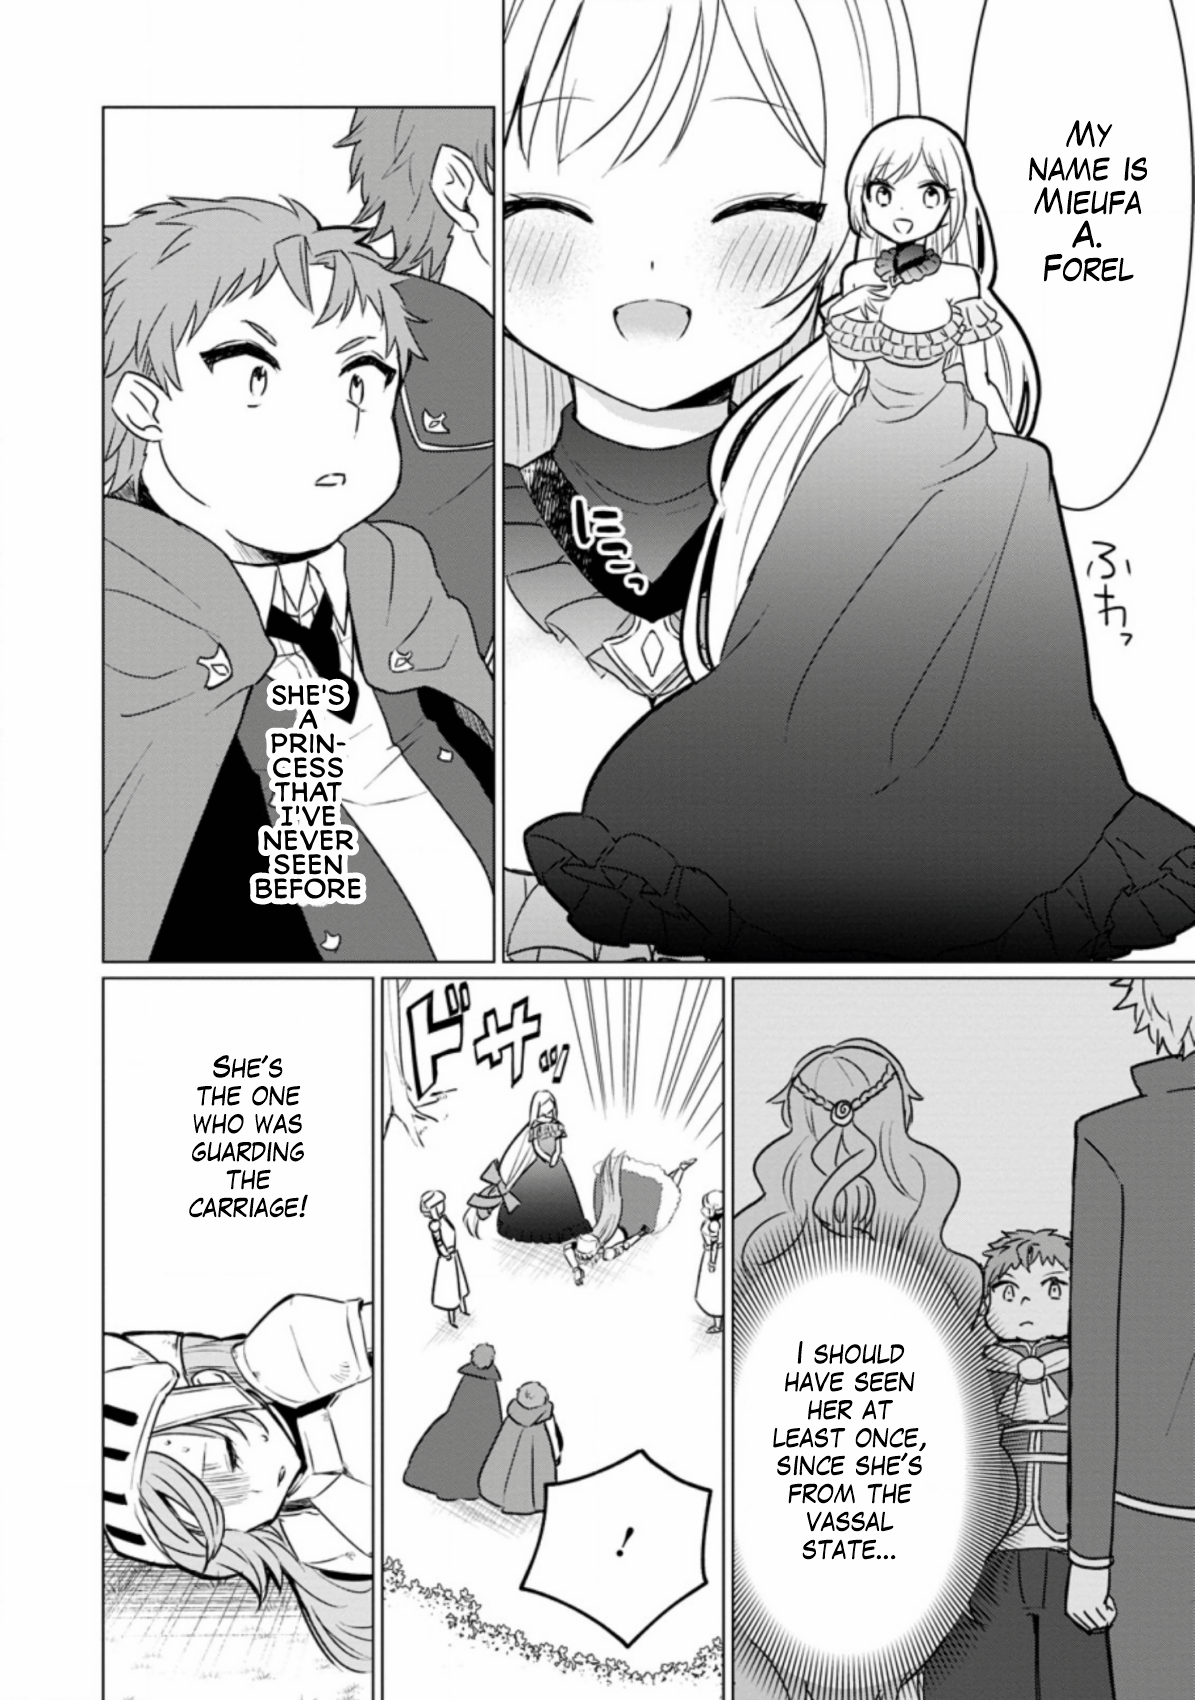 MY
NAME IS
MIEUFA
A.
FOREL
ふわっ
にこっ
SHE'S
A
PRIN-
CESS
THAT
I'VE
NEVER
SEEN
BEFORE
I SHOULD
HAVE SEEN
HER AT
LEAST ONCE,
SINCE SHE'S
FROM THE
VASSAL
STATE...
ドサッ
!
SHE'S
THE ONE
WHO WAS
GUARDING
THE
CARRIAGE!